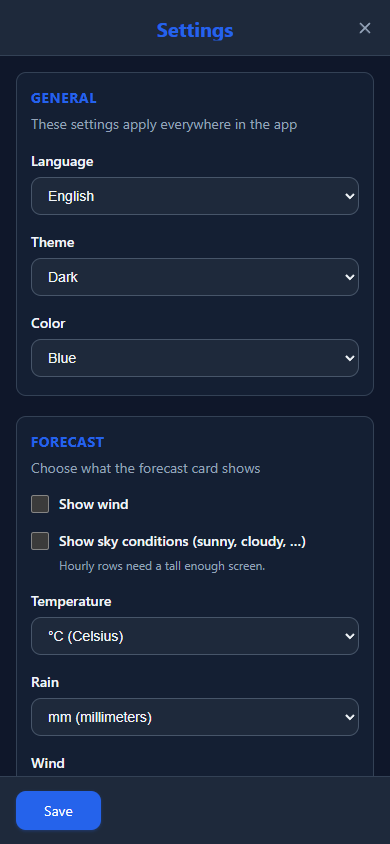 Settings
×
GENERAL
These settings apply everywhere in the app
Language
English
Theme
Dark
Color
Blue
FORECAST
Choose what the forecast card shows
Show wind
Show sky conditions (sunny, cloudy, ...)
Hourly rows need a tall enough screen.
Temperature
°C (Celsius)
Rain
mm (millimeters)
Wind
Save